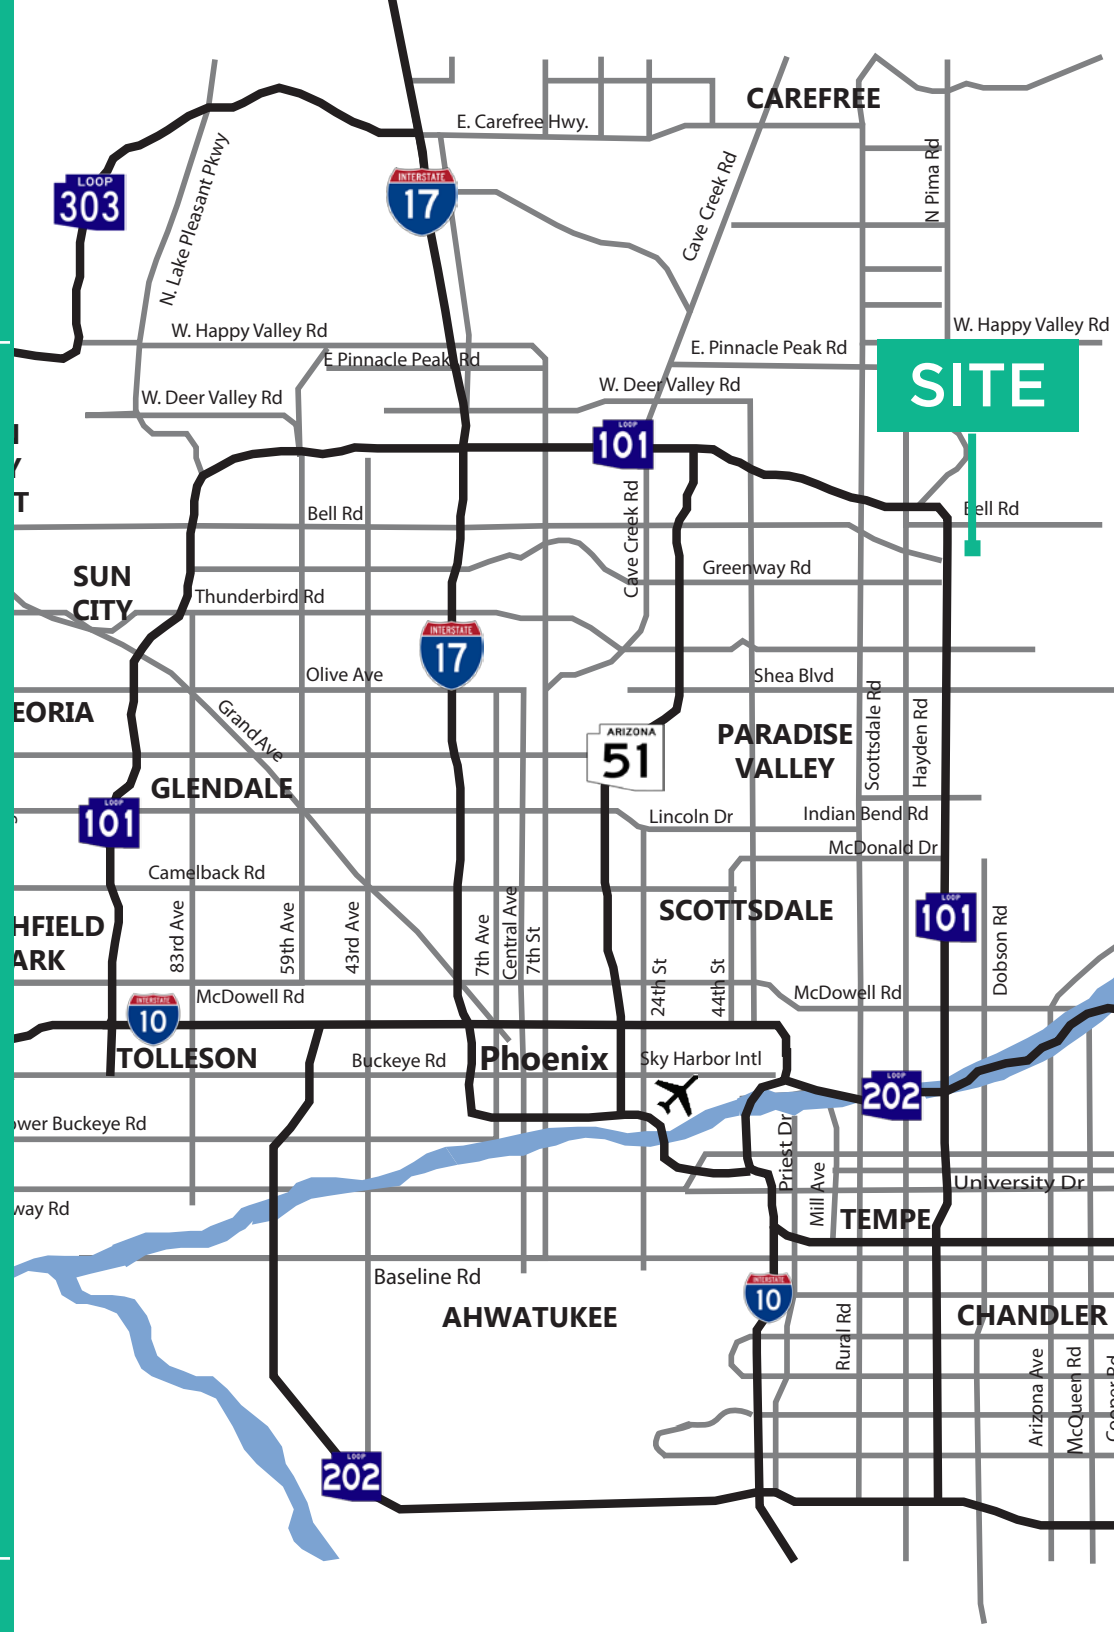 CAREFREE
E. Carefree Hwy.
N. Lake Pleasant Pkwy
Cave Creek Rd
N Pima Rd
LOOP
303
INTERSTATE
17
W. Happy Valley Rd
W. Happy Valley Rd
E Pinnacle Peak Rd
E. Pinnacle Peak Rd
SITE
W. Deer Valley Rd
W. Deer Valley Rd
LOOP
101
Y
T
Bell Rd
Bell Rd
Cave Creek Rd
Greenway Rd
SUN
CITY
Thunderbird Rd
INTERSTATE
17
Olive Ave
Shea Blvd
Scottsdale Rd
Hayden Rd
EORIA
Grand Ave
ARIZONA
51
PARADISE
VALLEY
GLENDALE
LOOP
101
Lincoln Dr
Indian Bend Rd
McDonald Dr
Camelback Rd
SCOTTSDALE
LOOP
101
HFIELD
ARK
83rd Ave
59th Ave
43rd Ave
7th Ave
Central Ave
7th St
24th St
44th St
Dobson Rd
McDowell Rd
McDowell Rd
INTERSTATE
10
TOLLESON
Buckeye Rd
Phoenix
Sky Harbor Intl
LOOP
202
ower Buckeye Rd
Priest Dr
Mill Ave
University Dr
way Rd
TEMPE
Baseline Rd
INTERSTATE
10
AHWATUKEE
CHANDLER
Rural Rd
Arizona Ave
McQueen Rd
Cooper Rd
LOOP
202